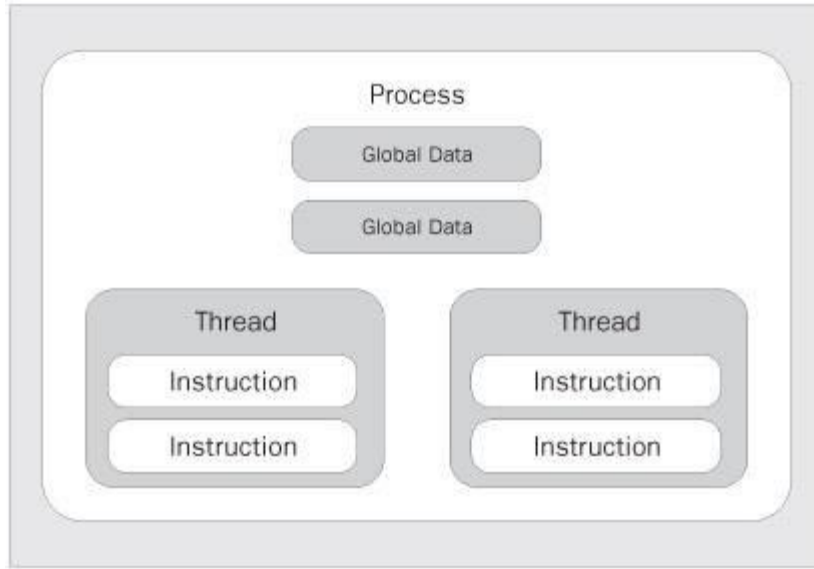 Process
Global Data
Global Data
Thread
Instruction
Instruction
Thread
Instruction
Instruction